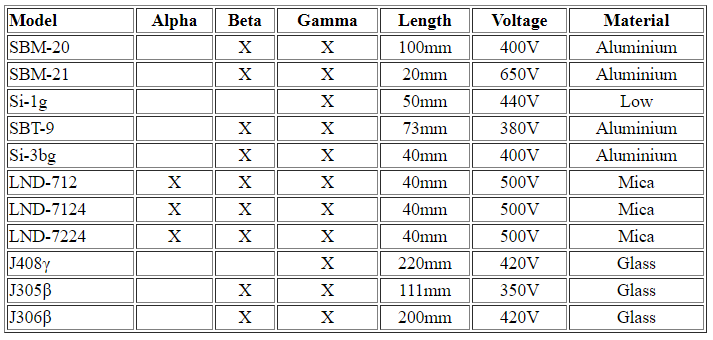 Model Alpha Beta Gamma Length Voltage Material
SBM-20 X X 100mm 400V Aluminium
SBM-21 X X 20mm 650V Aluminium
Si-1g X 50mm 440V Low
SBT-9 X X 73mm 380V Aluminium
Si-3bg X X 40mm 400V Aluminium
LND-712 X X X 40mm 500V Mica
LND-7124 X X X 40mm 500V Mica
LND-7224 X X X 40mm 500V Mica
J408γ X 220mm 420V Glass
J305β X X 111mm 350V Glass
J306β X X 200mm 420V Glass